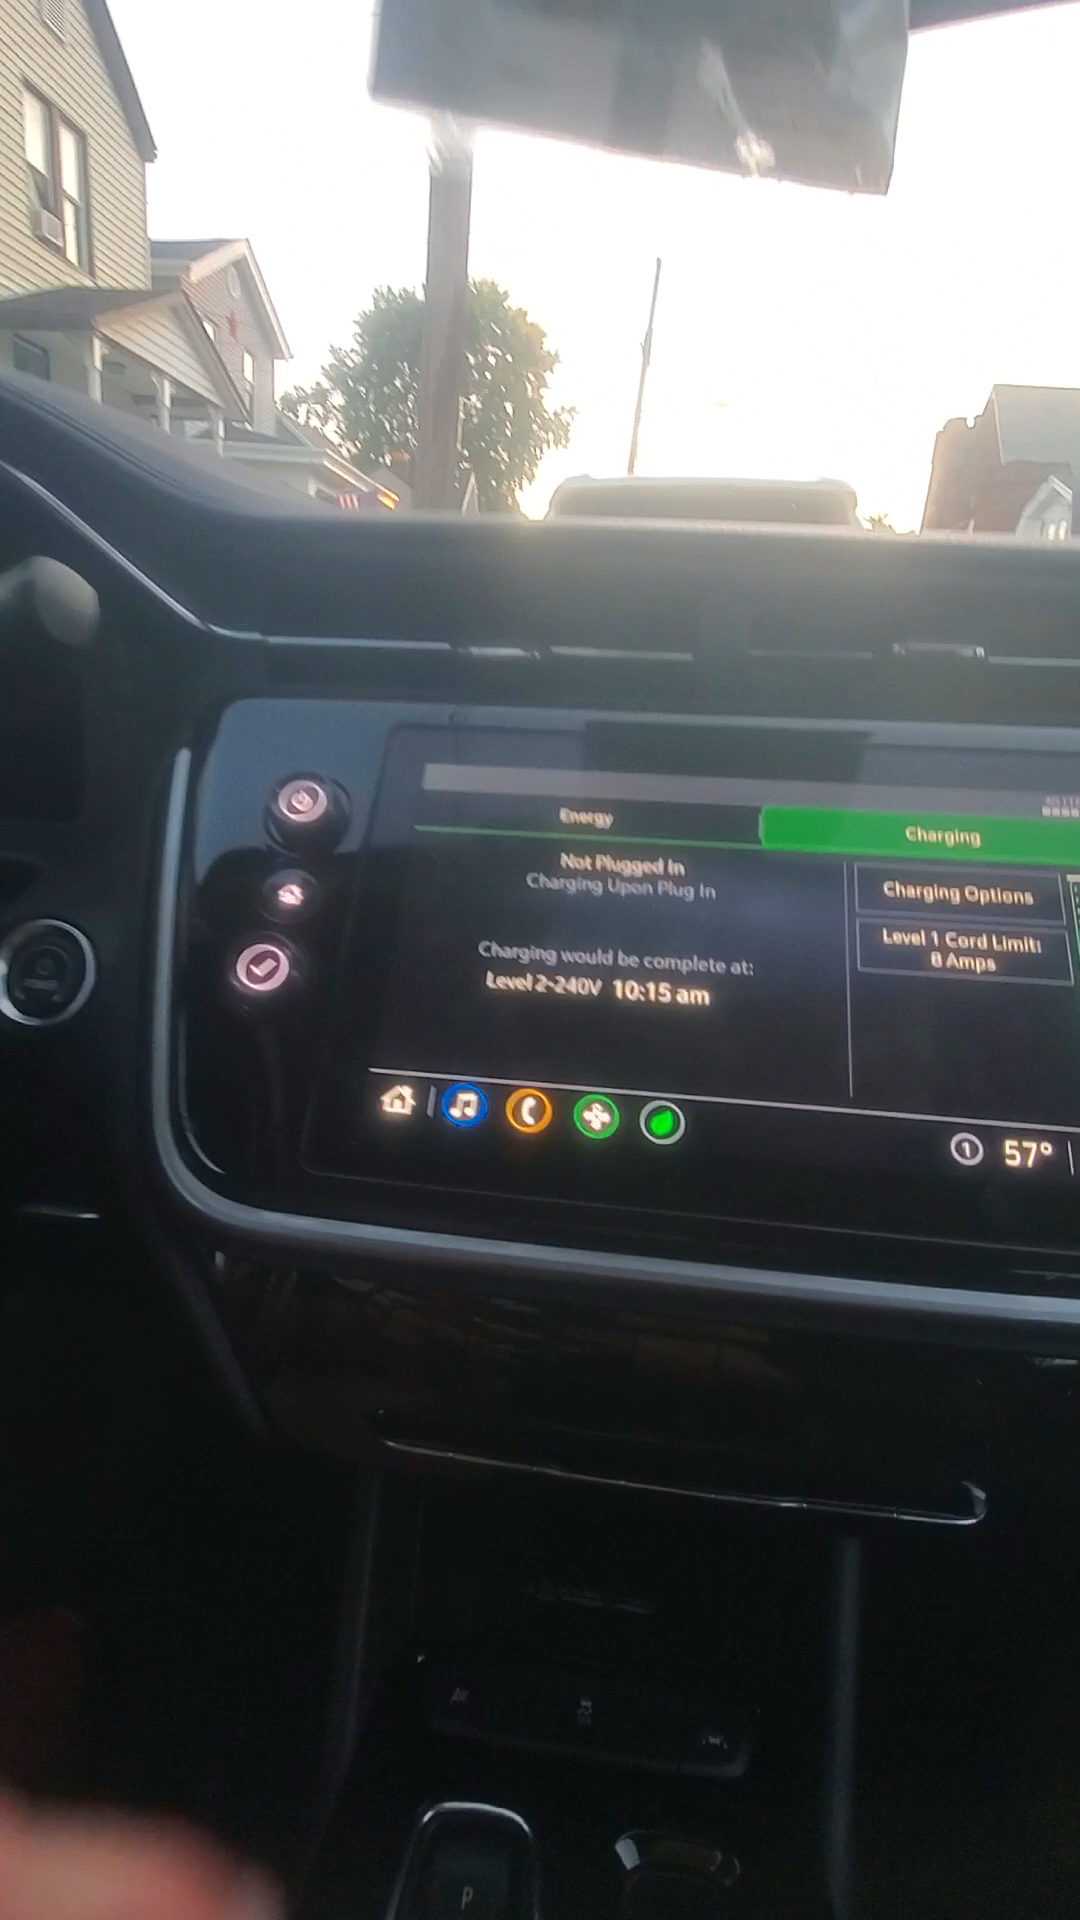 Energy
Charging
Not Plugged In
Charging Upon Plug In
Charging Options
Level 1 Cord Limit:
8 Amps
Charging would be complete at:
Level 2-240V 10:15 am
1 57°
P